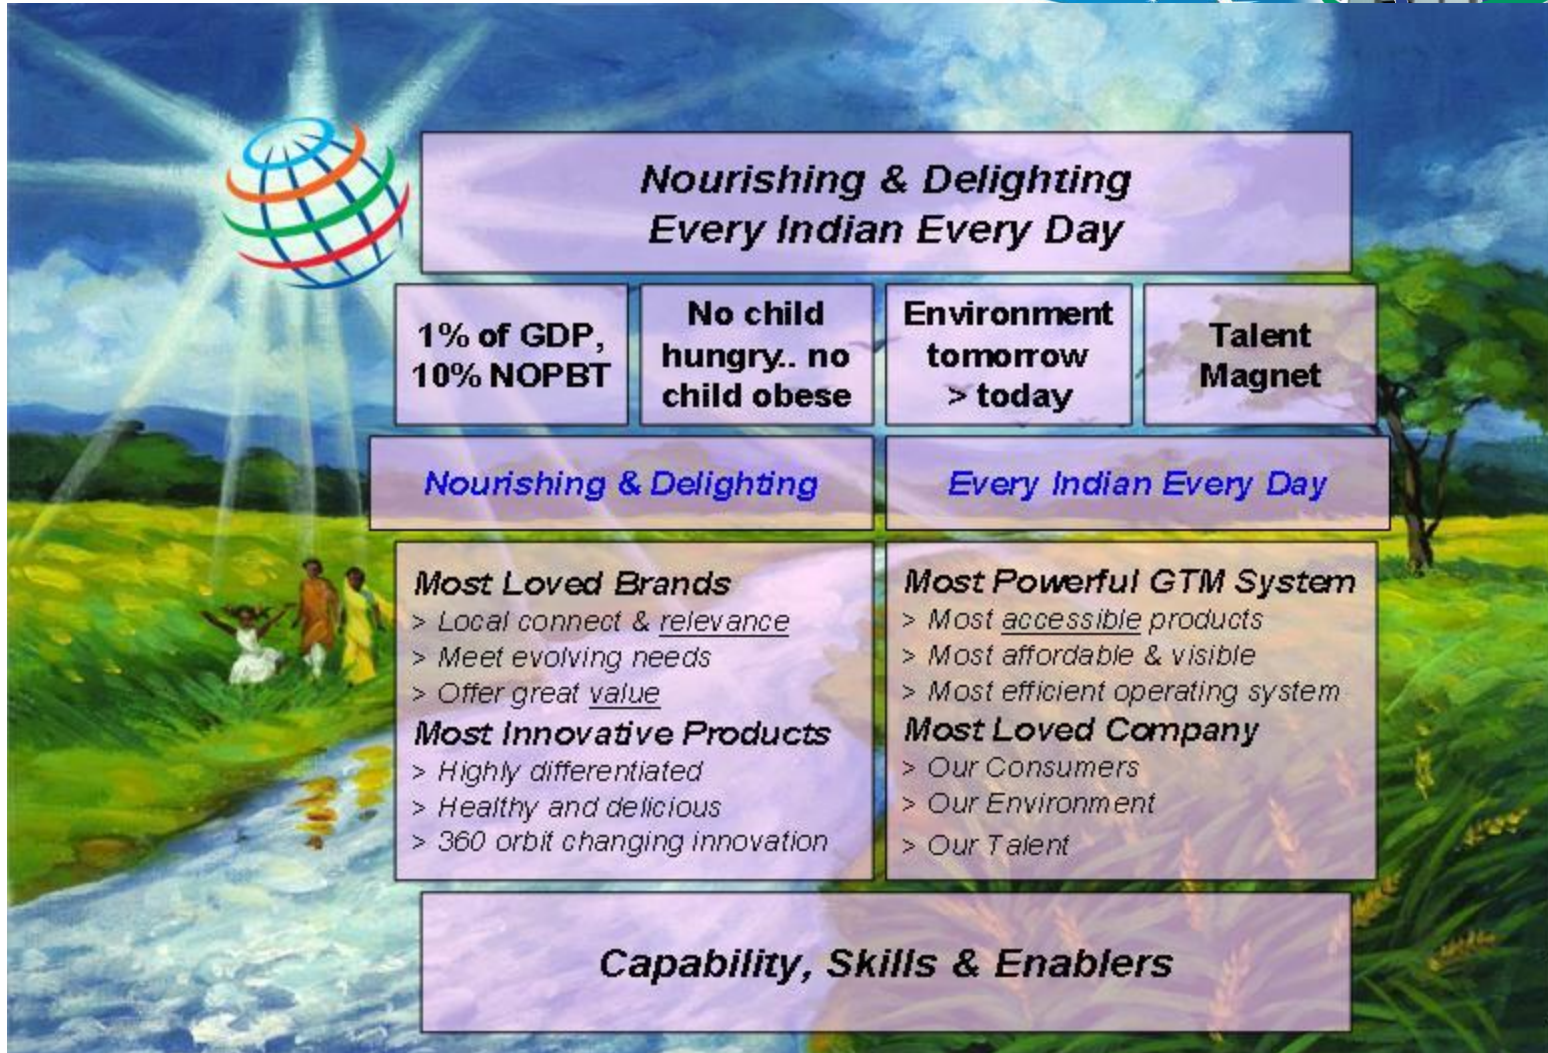 Nourishing & Delighting
Every Indian Every Day
1% of GDP,
10% NOPBT
No child
hungry.. no
child obese
Environment
tomorrow
> today
Talent
Magnet
Nourishing & Delighting
Every Indian Every Day
Most Loved Brands
> Local connect & relevance
> Meet evolving needs
> Offer great value
Most Innovative Products
> Highly differentiated
> Healthy and delicious
> 360 orbit changing innovation
Most Powerful GTM System
> Most accessible products
> Most affordable & visible
> Most efficient operating system
Most Loved Company
> Our Consumers
> Our Environment
> Our Talent
Capability, Skills & Enablers